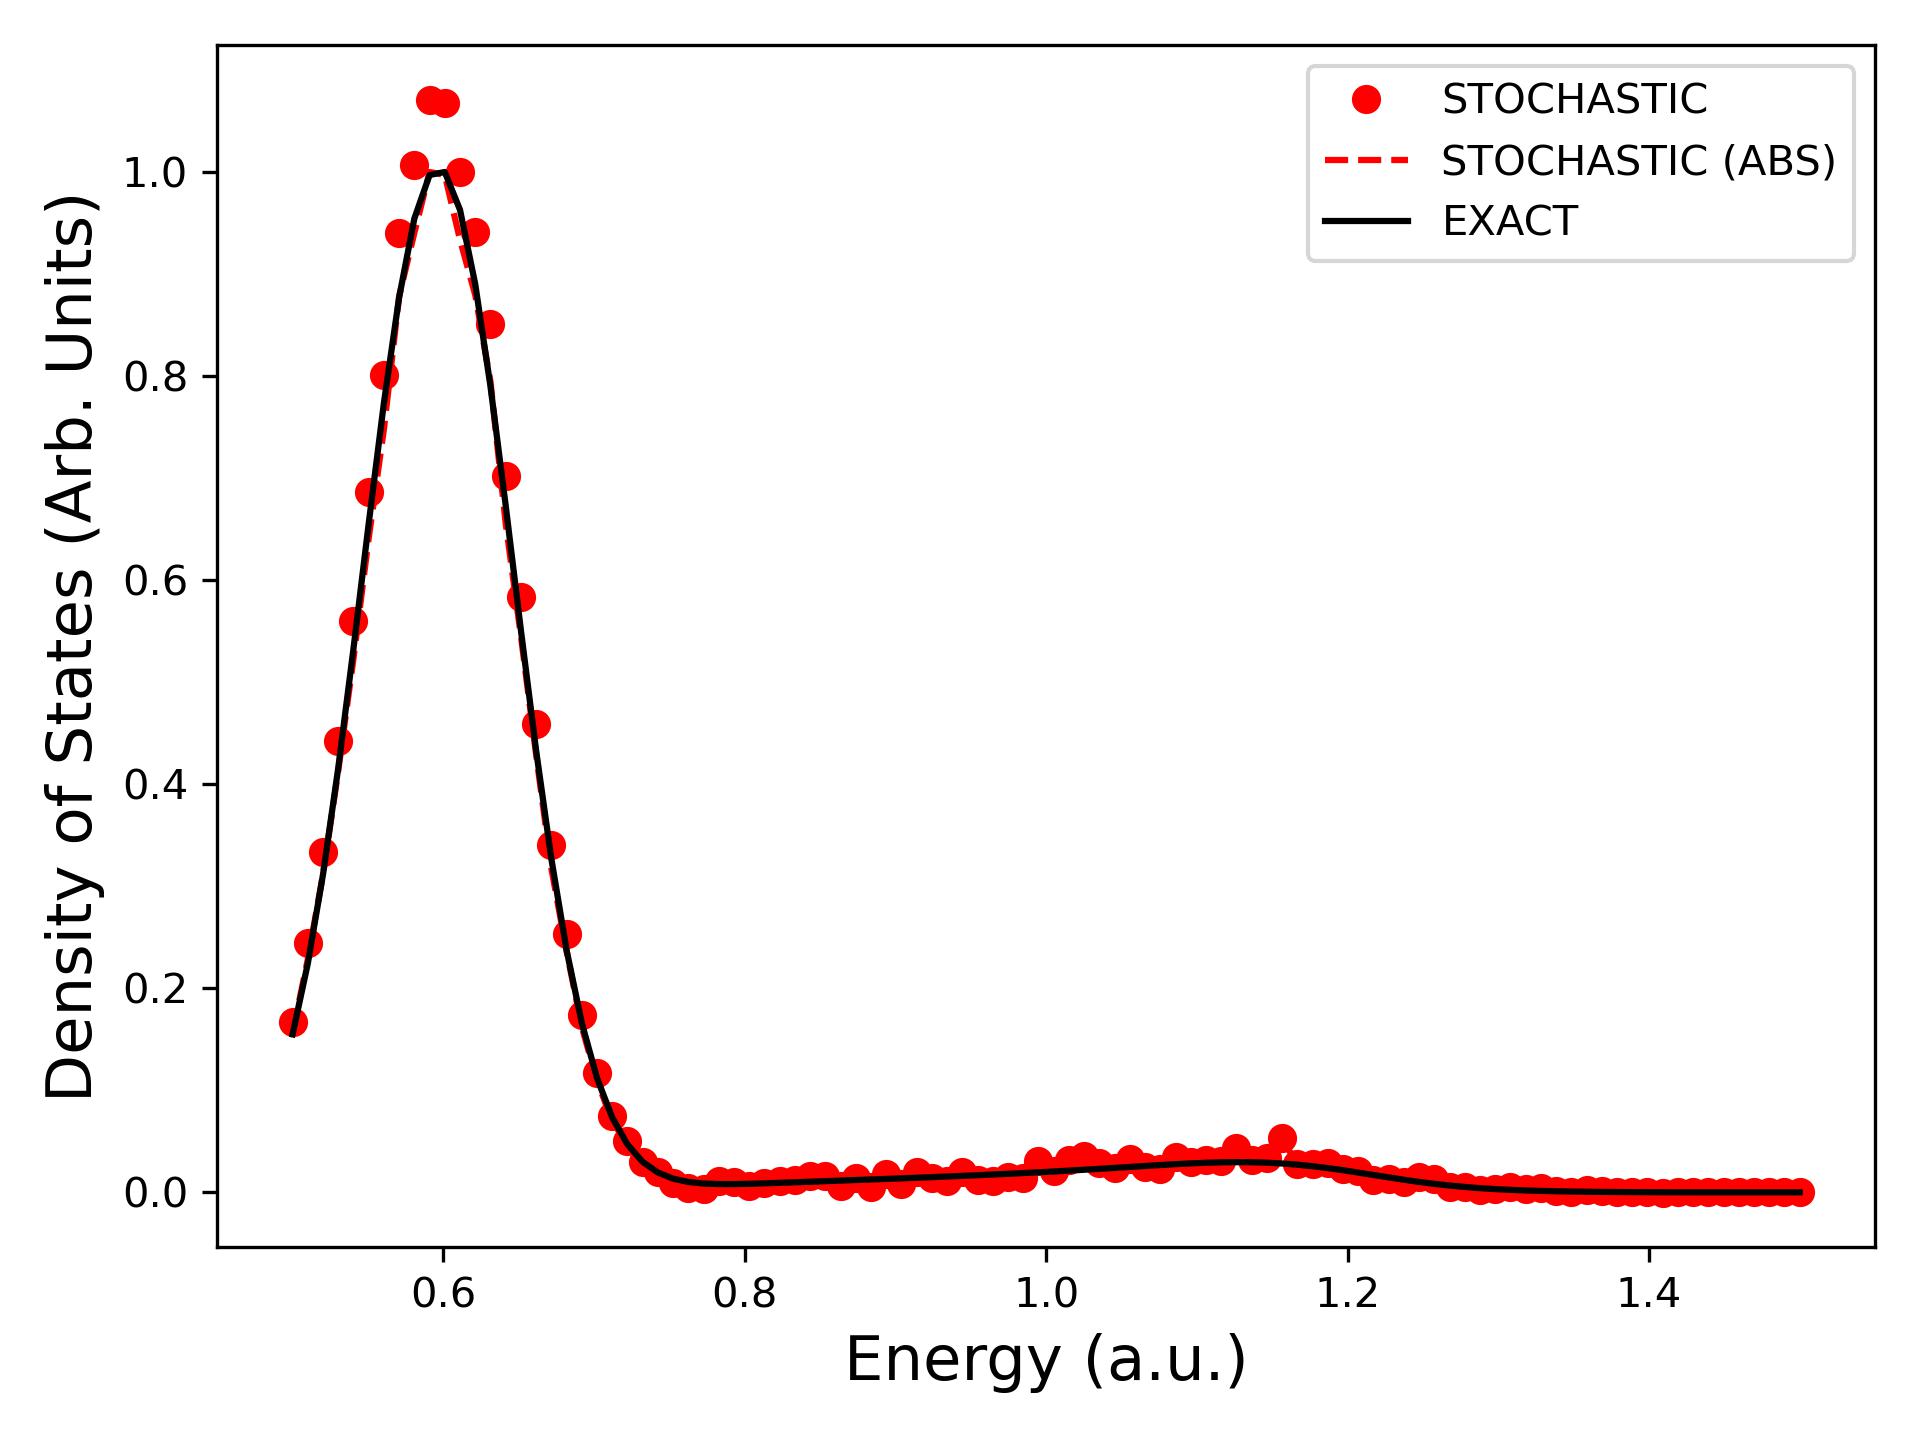 STOCHASTIC
STOCHASTIC (ABS)
EXACT
Density of States (Arb. Units)
1.0
0.8
0.6
0.4
0.2
0.0
0.6 0.8 1.0 1.2 1.4
Energy (a.u.)